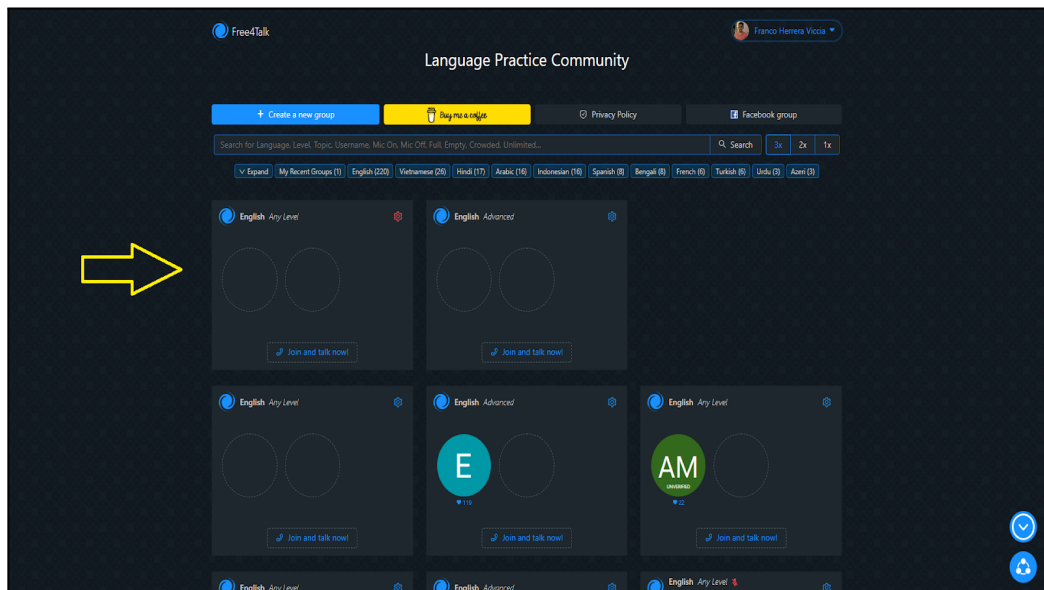 Free4Talk
Franco Herrera Viccia
Language Practice Community
+ Create a new group
Buy me a coffee
Privacy Policy
Facebook group
Search for Language, Level, Topic, Username, Mic On, Mic Off, Full, Empty, Crowded, Unlimited...
Search
3x
2x
1x
Expand
My Recent Groups (1)
English (220)
Vietnamese (26)
Hindi (17)
Arabic (16)
Indonesian (16)
Spanish (8)
Bengali (8)
French (6)
Turkish (6)
Urdu (3)
Azeri (3)
English Any Level
English Advanced
Join and talk now!
Join and talk now!
English Any Level
English Advanced
English Any Level
E
AM
UNVERIFIED
119
22
Join and talk now!
Join and talk now!
Join and talk now!
English Any Level
English Advanced
English Any Level